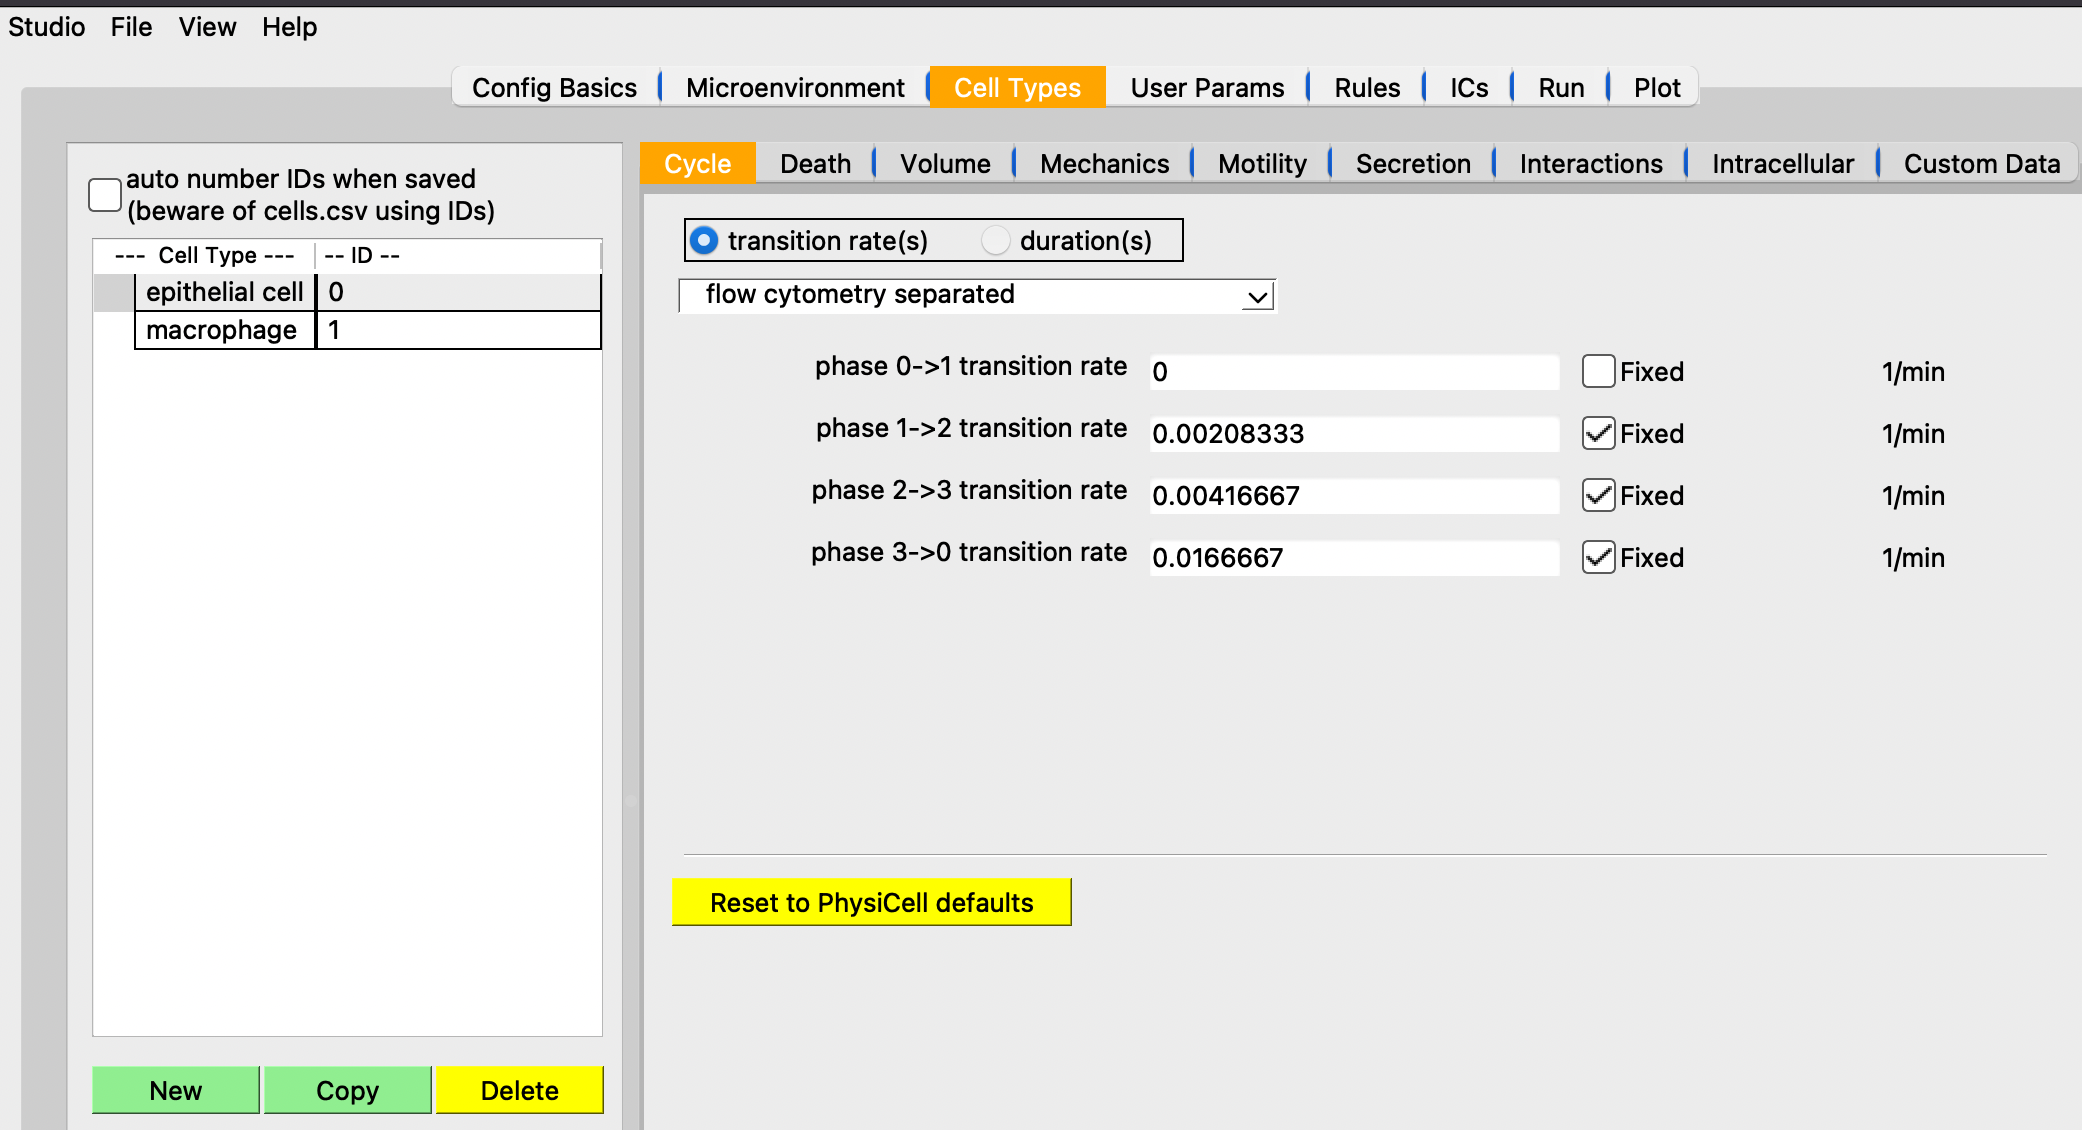 Studio File View Help
Config Basics Microenvironment Cell Types User Params Rules ICs Run Plot
auto number IDs when saved
(beware of cells.csv using IDs)
--- Cell Type --- -- ID --
epithelial cell 0
macrophage 1
New Copy Delete
Cycle Death Volume Mechanics Motility Secretion Interactions Intracellular Custom Data
transition rate(s) duration(s)
flow cytometry separated
phase 0->1 transition rate 0 Fixed 1/min
phase 1->2 transition rate 0.00208333 Fixed 1/min
phase 2->3 transition rate 0.00416667 Fixed 1/min
phase 3->0 transition rate 0.0166667 Fixed 1/min
Reset to PhysiCell defaults